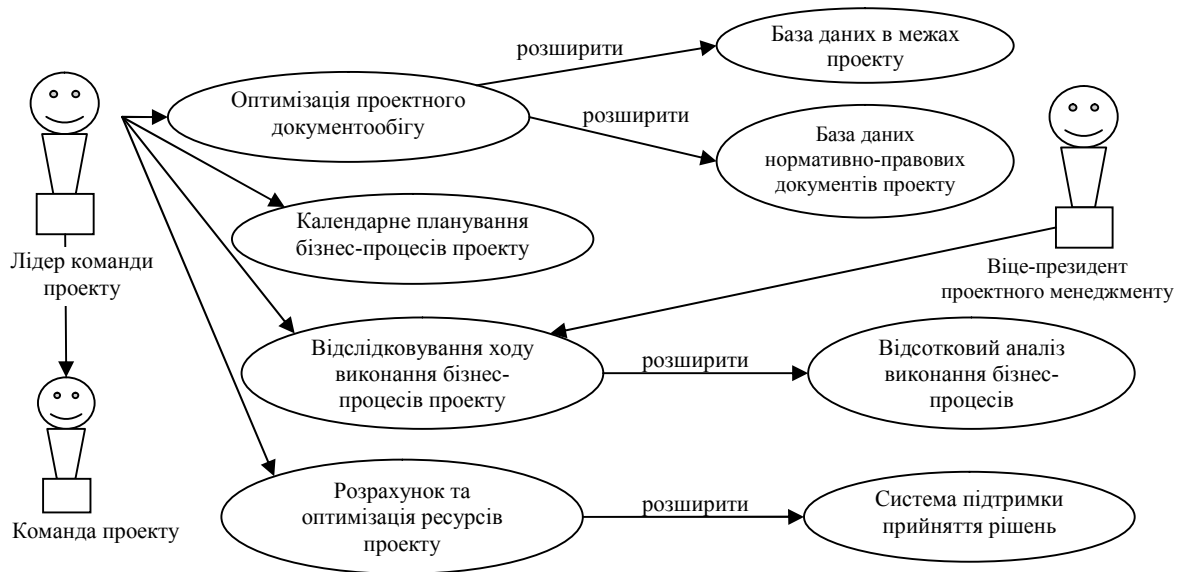 розширити
База даних в межах
проекту
Оптимізація проектного
документообігу
розширити
База даних
нормативно-правових
документів проекту
Календарне планування
бізнес-процесів проекту
Лідер команди
проекту
Віце-президент
проектного менеджменту
Відслідковування ходу
виконання бізнес-
процесів проекту
розширити
Відсотковий аналіз
виконання бізнес-
процесів
Команда проекту
Розрахунок та
оптимізація ресурсів
проекту
розширити
Система підтримки
прийняття рішень